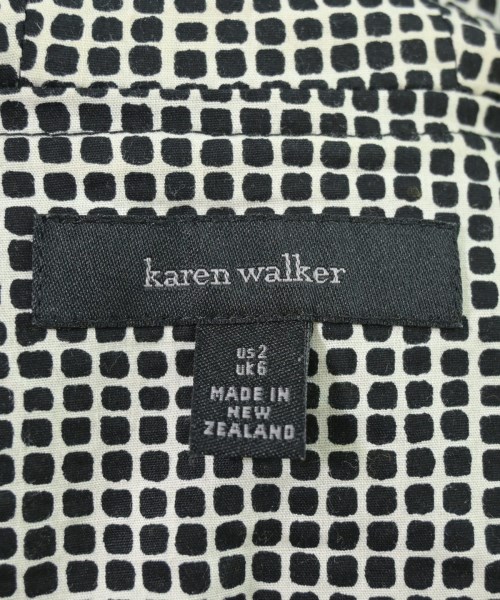 karen walker
us 2
uk 6
MADE IN
NEW
ZEALAND